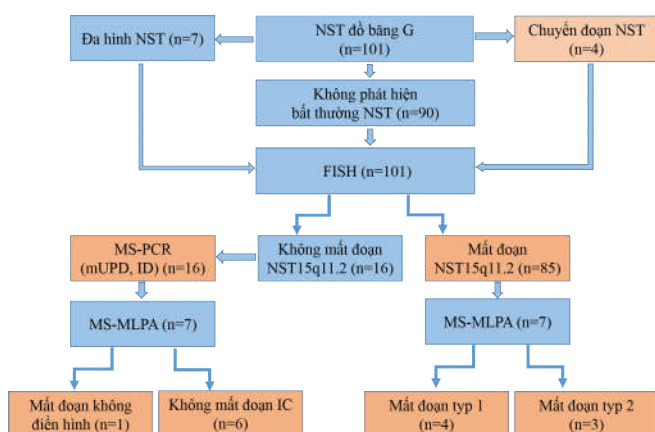 Đa hình NST (n=7)
NST đồ băng G
(n=101)
Chuyển đoạn NST
(n=4)
Không phát hiện
bất thường NST (n=90)
FISH (n=101)
MS-PCR
(mUPD, ID) (n=16)
Không mất đoạn
NST15q11.2 (n=16)
Mất đoạn
NST15q11.2 (n=85)
MS-MLPA (n=7)
MS-MLPA (n=7)
Mất đoạn không
điển hình (n=1)
Không mất đoạn IC
(n=6)
Mất đoạn typ 1
(n=4)
Mất đoạn typ 2
(n=3)